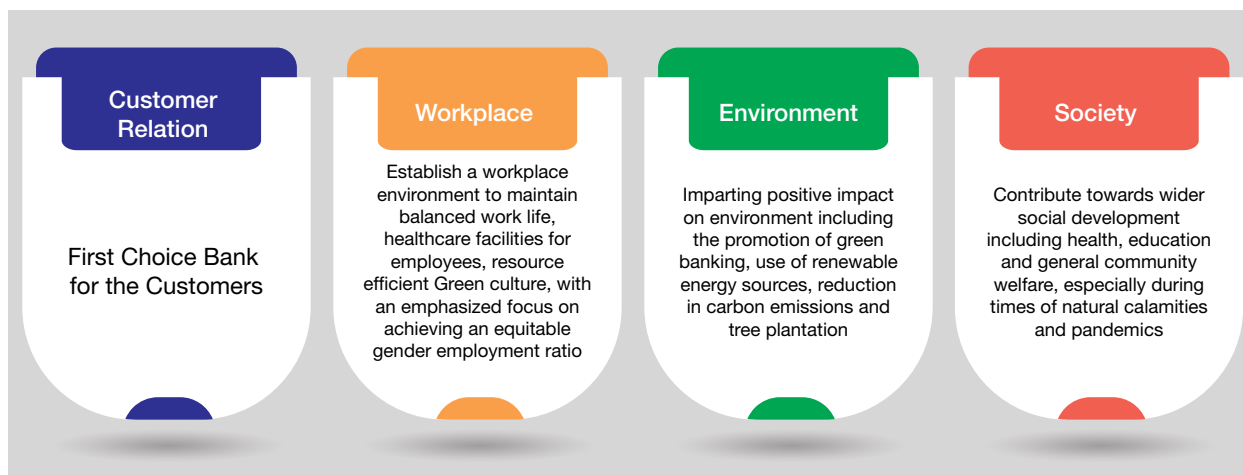 Customer
Relation
First Choice Bank
for the Customers
Workplace
Establish a workplace
environment to maintain
balanced work life,
healthcare facilities for
employees, resource
efficient Green culture, with
an emphasized focus on
achieving an equitable
gender employment ratio
Environment
Imparting positive impact
on environment including
the promotion of green
banking, use of renewable
energy sources, reduction
in carbon emissions and
tree plantation
Society
Contribute towards wider
social development
including health, education
and general community
welfare, especially during
times of natural calamities
and pandemics